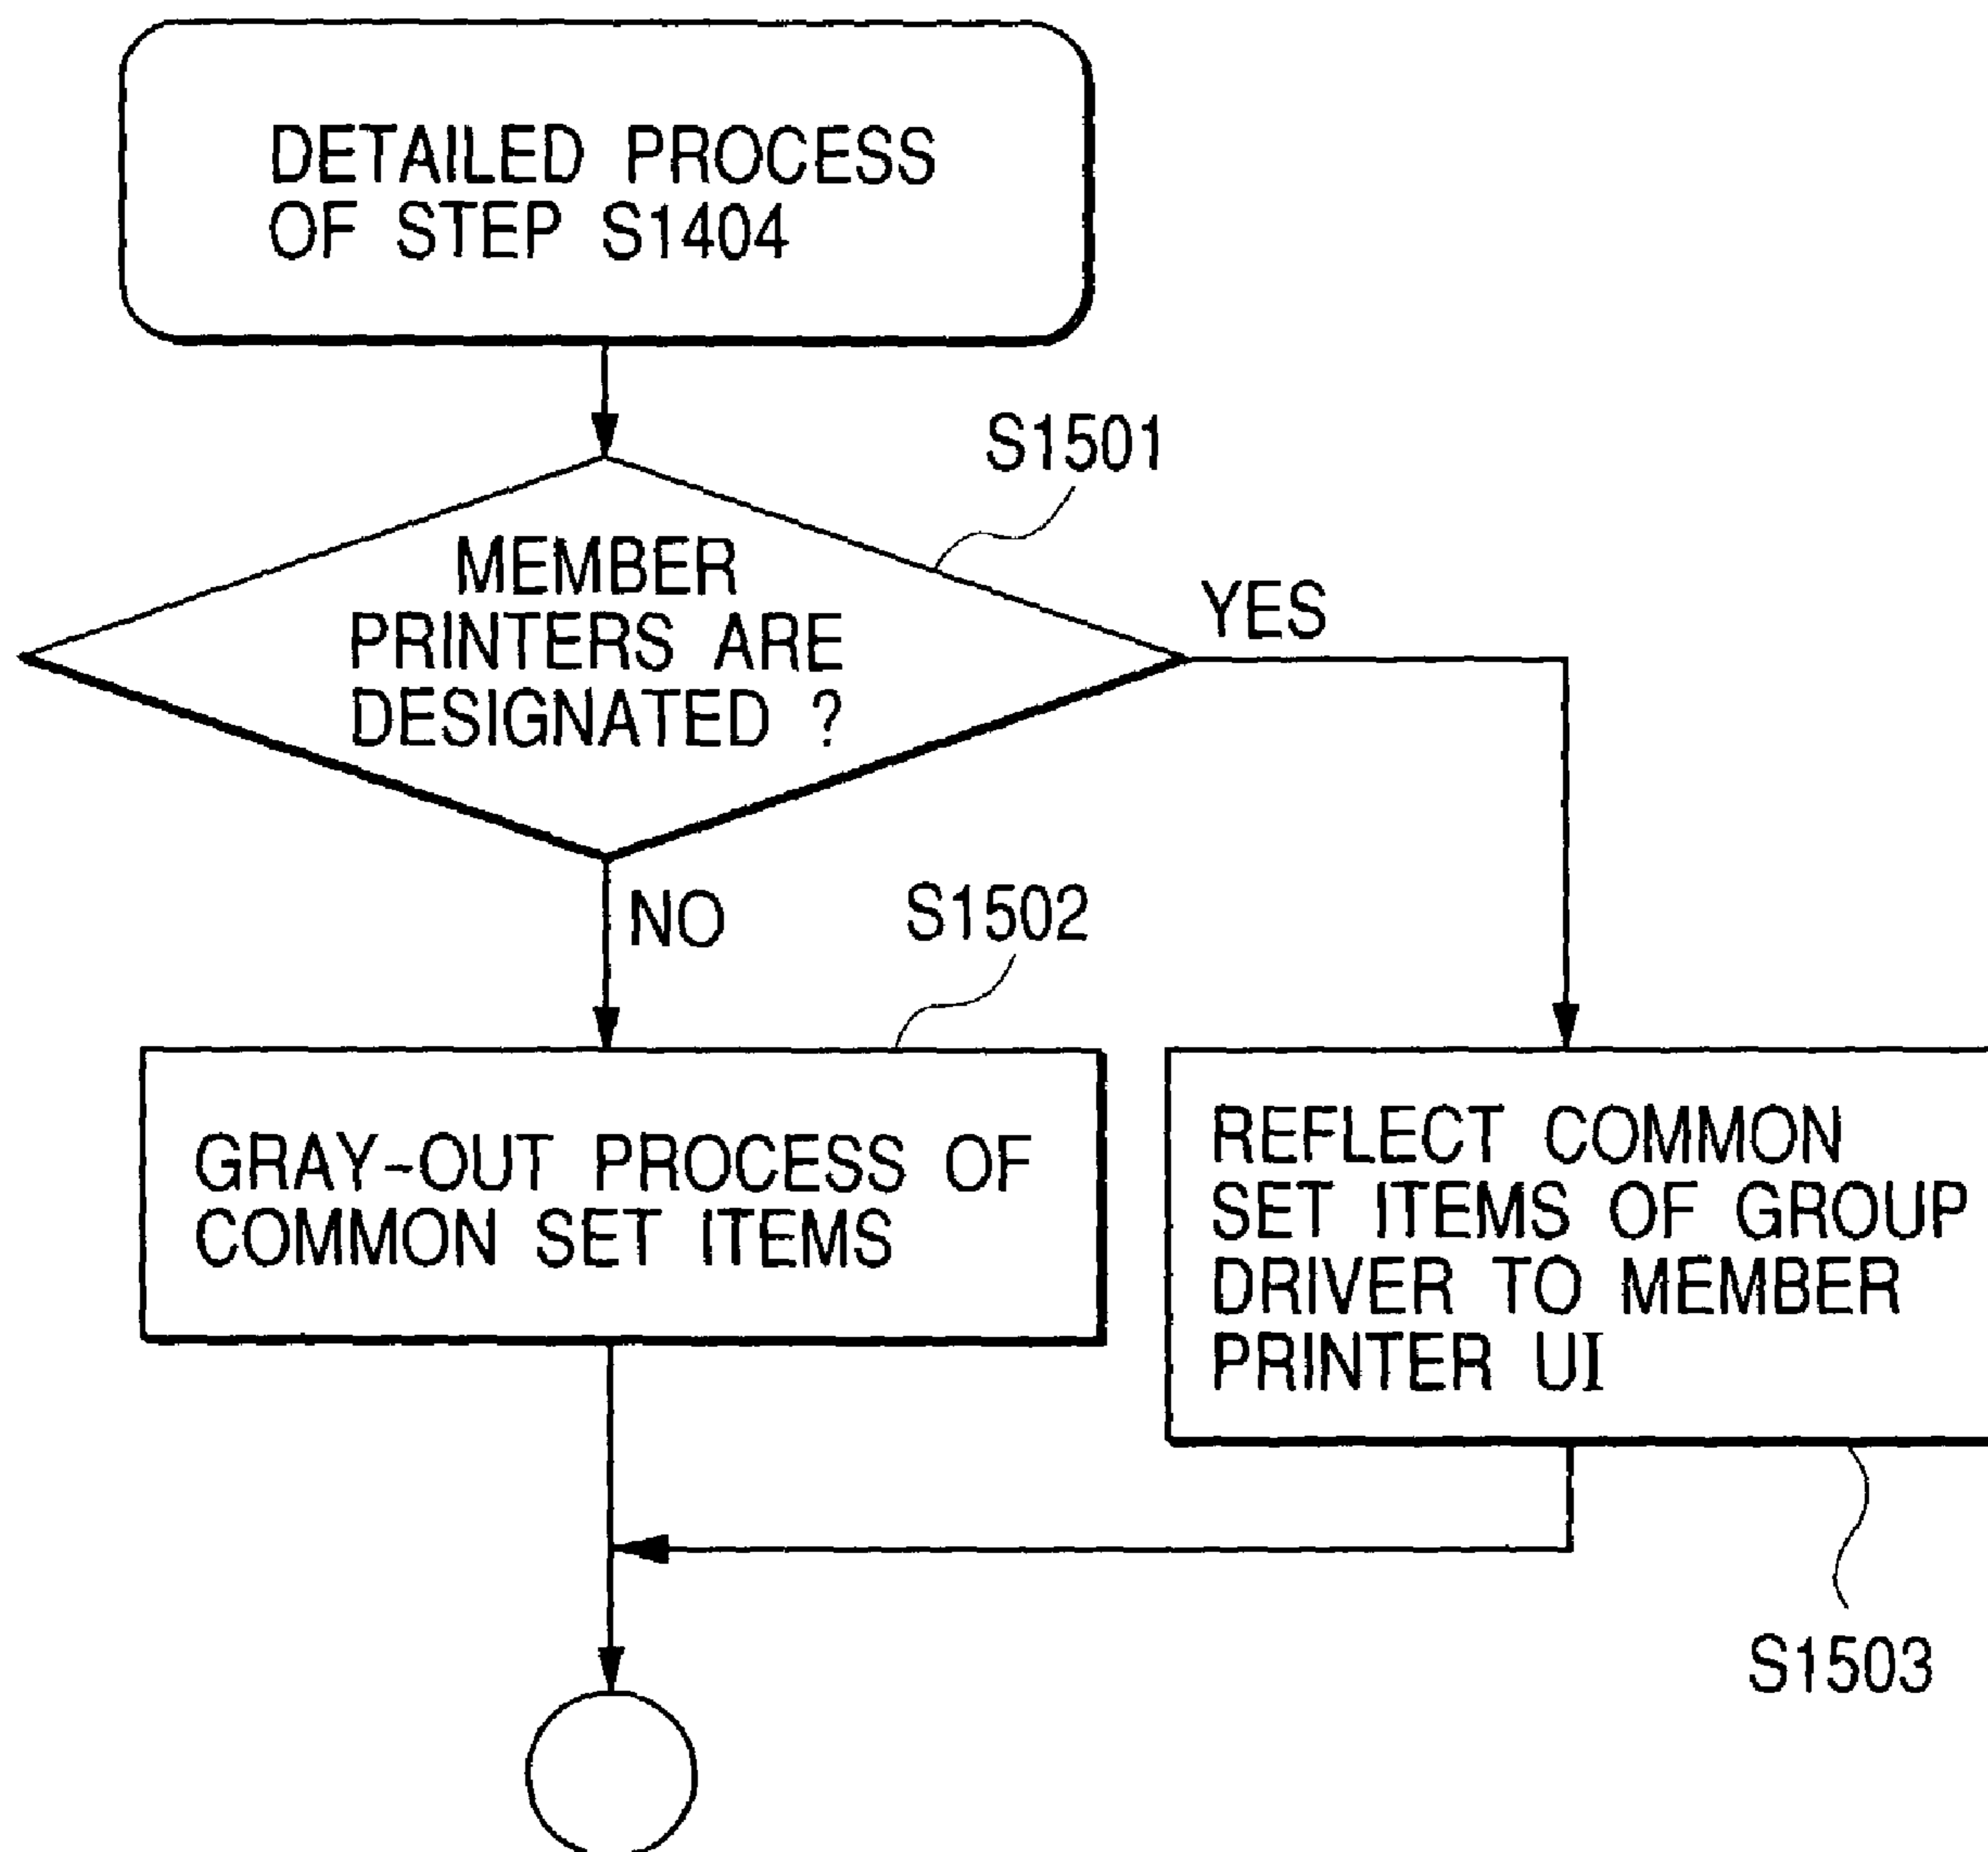 DETAILED PROCESS
OF STEP S1404
S1501
MEMBER
PRINTERS ARE
DESIGNATED ?
YES
NO
S1502
GRAY-OUT PROCESS OF
COMMON SET ITEMS
REFLECT COMMON
SET ITEMS OF GROUP
DRIVER TO MEMBER
PRINTER UI
S1503